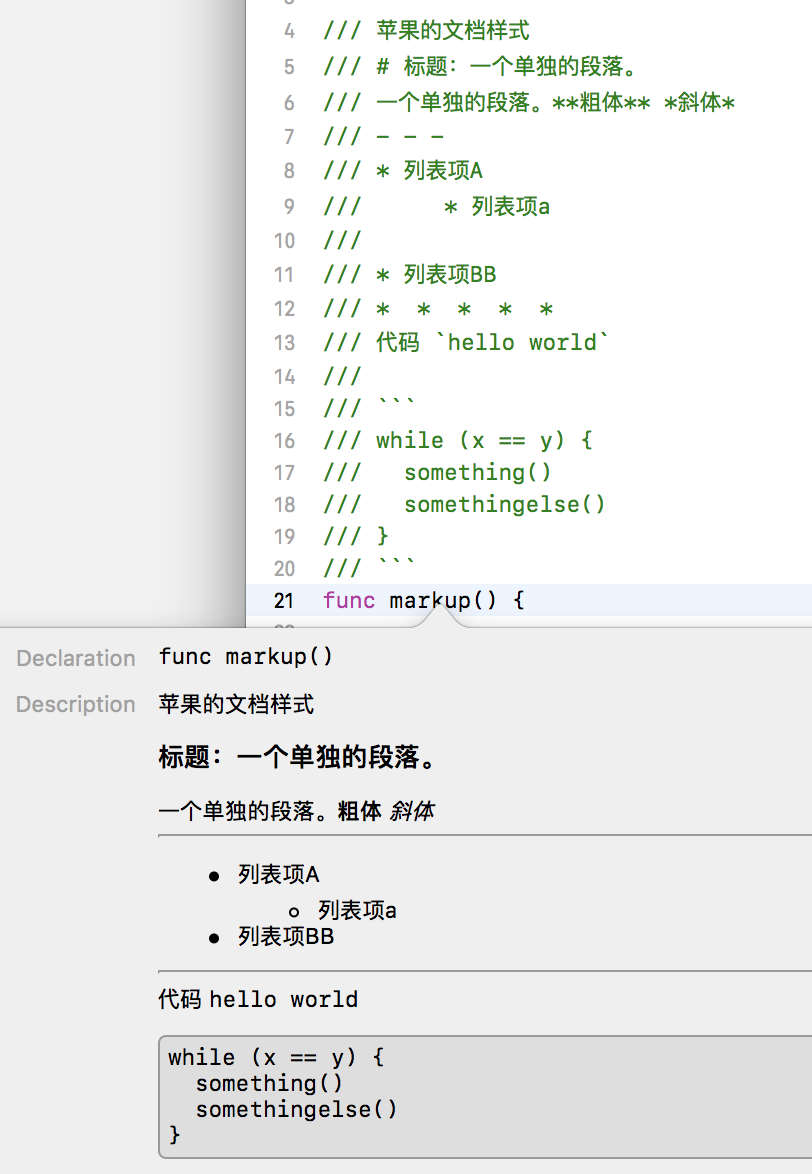 4 /// 苹果的文档样式
5 /// # 标题：一个单独的段落。
6 /// 一个单独的段落。**粗体** *斜体*
7 /// - - -
8 /// * 列表项A
9 ///      * 列表项a
10 ///
11 /// * 列表项BB
12 /// *  *  *  *  *
13 /// 代码 `hello world`
14 ///
15 /// ```
16 /// while (x == y) {
17 ///   something()
18 ///   somethingelse()
19 /// }
20 /// ```
21 func markup() {
Declaration func markup()
Description 苹果的文档样式
标题：一个单独的段落。
一个单独的段落。粗体 斜体
列表项A
列表项a
列表项BB
代码 hello world
while (x == y) {
  something()
  somethingelse()
}